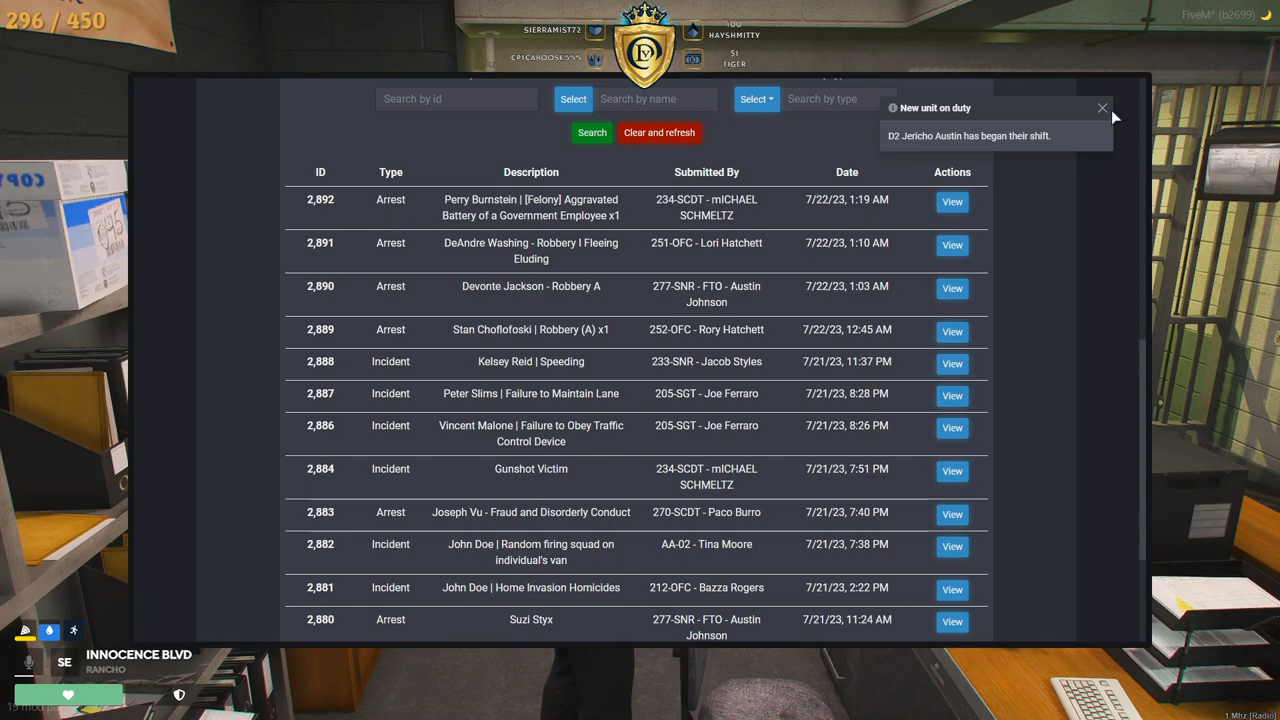 296 / 450
SIERRAMIST72
100
HAYSHMITTY
CPTCABOOSE555
$1
TIGER
FiveM* (b2699)
Search by id
Select
Search by name
Select
Search by type
Search
Clear and refresh
New unit on duty
D2 Jericho Austin has began their shift.
ID Type Description Submitted By Date Actions
2,892 Arrest Perry Burnstein | [Felony] Aggravated Battery of a Government Employee x1 234-SCDT - mICHAEL SCHMELTZ 7/22/23, 1:19 AM View
2,891 Arrest DeAndre Washing - Robbery I Fleeing Eluding 251-OFC - Lori Hatchett 7/22/23, 1:10 AM View
2,890 Arrest Devonte Jackson - Robbery A 277-SNR - FTO - Austin Johnson 7/22/23, 1:03 AM View
2,889 Arrest Stan Choflofoski | Robbery (A) x1 252-OFC - Rory Hatchett 7/22/23, 12:45 AM View
2,888 Incident Kelsey Reid | Speeding 233-SNR - Jacob Styles 7/21/23, 11:37 PM View
2,887 Incident Peter Slims | Failure to Maintain Lane 205-SGT - Joe Ferraro 7/21/23, 8:28 PM View
2,886 Incident Vincent Malone | Failure to Obey Traffic Control Device 205-SGT - Joe Ferraro 7/21/23, 8:26 PM View
2,884 Incident Gunshot Victim 234-SCDT - mICHAEL SCHMELTZ 7/21/23, 7:51 PM View
2,883 Arrest Joseph Vu - Fraud and Disorderly Conduct 270-SCDT - Paco Burro 7/21/23, 7:40 PM View
2,882 Incident John Doe | Random firing squad on individual's van AA-02 - Tina Moore 7/21/23, 7:38 PM View
2,881 Incident John Doe | Home Invasion Homicides 212-OFC - Bazza Rogers 7/21/23, 2:22 PM View
2,880 Arrest Suzi Styx 277-SNR - FTO - Austin Johnson 7/21/23, 11:24 AM View
SE
INNOCENCE BLVD
RANCHO
1 Mhz [Radio]